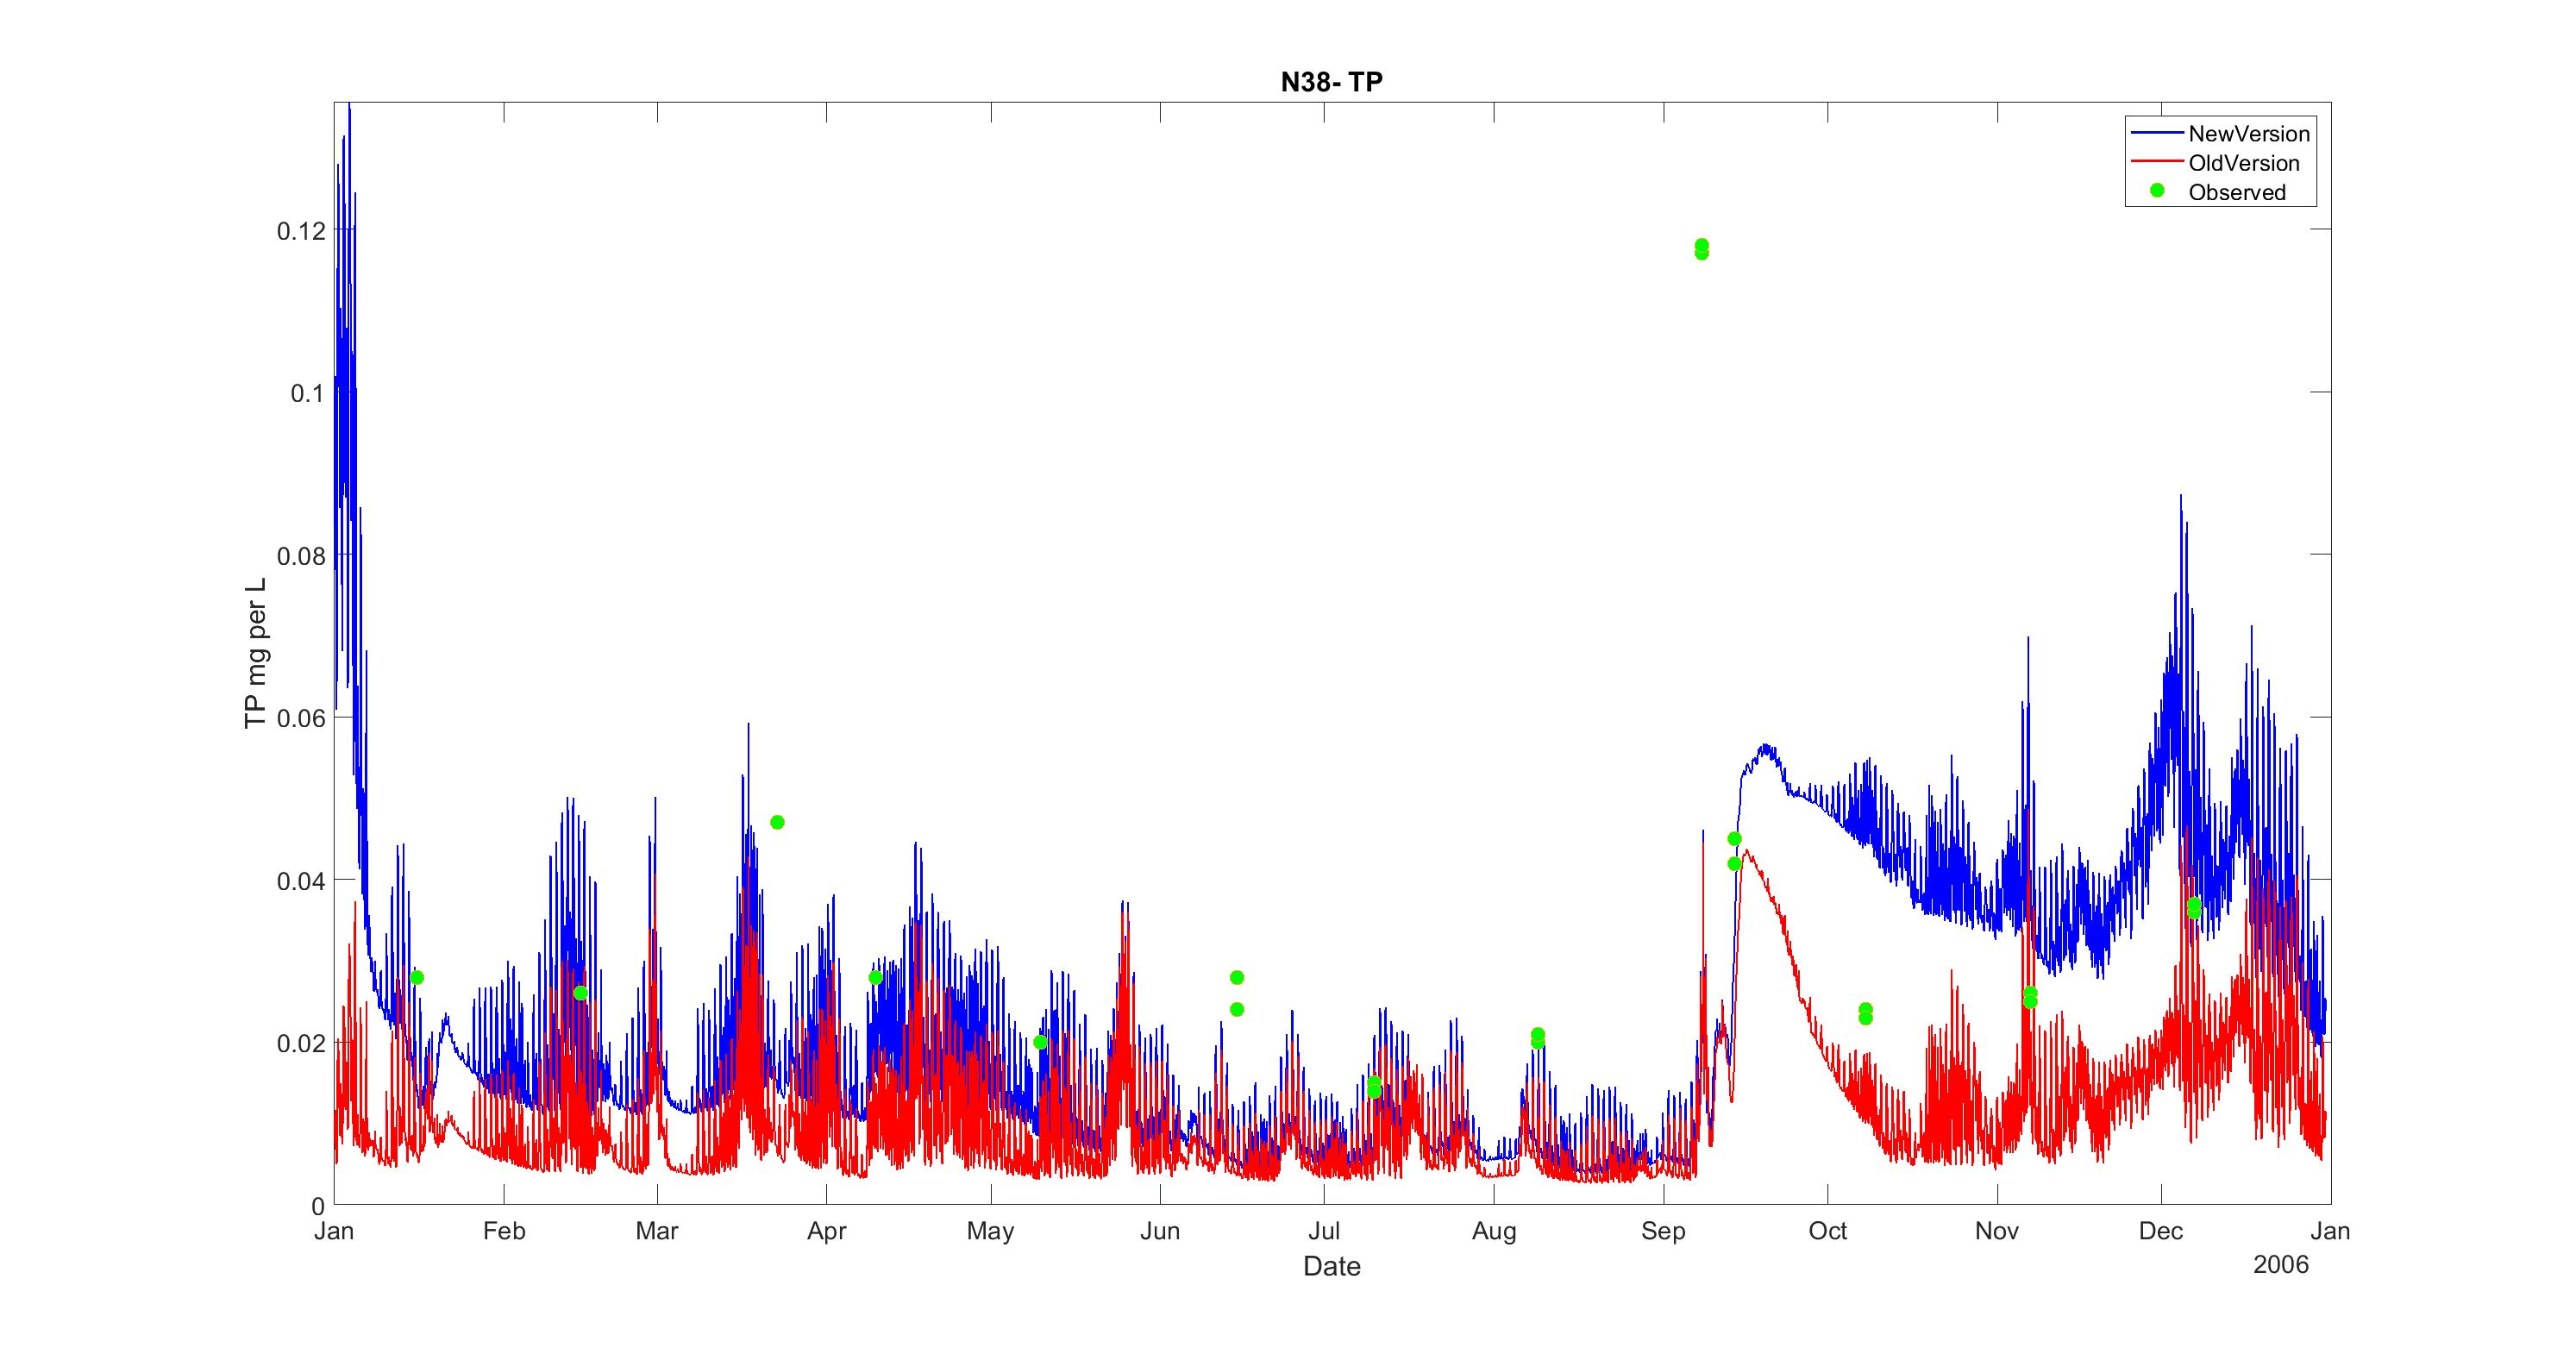 N38- TP
NewVersion
OldVersion
Observed
0.12
0.1
0.08
0.06
0.04
0.02
0
TP mg per L
Jan Feb Mar Apr May Jun Jul Aug Sep Oct Nov Dec Jan
Date
2006